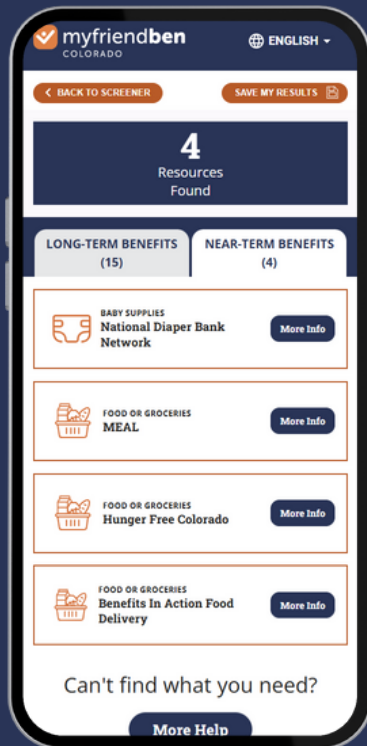 myfriendben
COLORADO
ENGLISH
BACK TO SCREENER
SAVE MY RESULTS
4
Resources
Found
LONG-TERM BENEFITS
(15)
NEAR-TERM BENEFITS
(4)
BABY SUPPLIES
National Diaper Bank
Network
More Info
FOOD OR GROCERIES
MEAL
More Info
FOOD OR GROCERIES
Hunger Free Colorado
More Info
FOOD OR GROCERIES
Benefits In Action Food
Delivery
More Info
Can't find what you need?
More Help